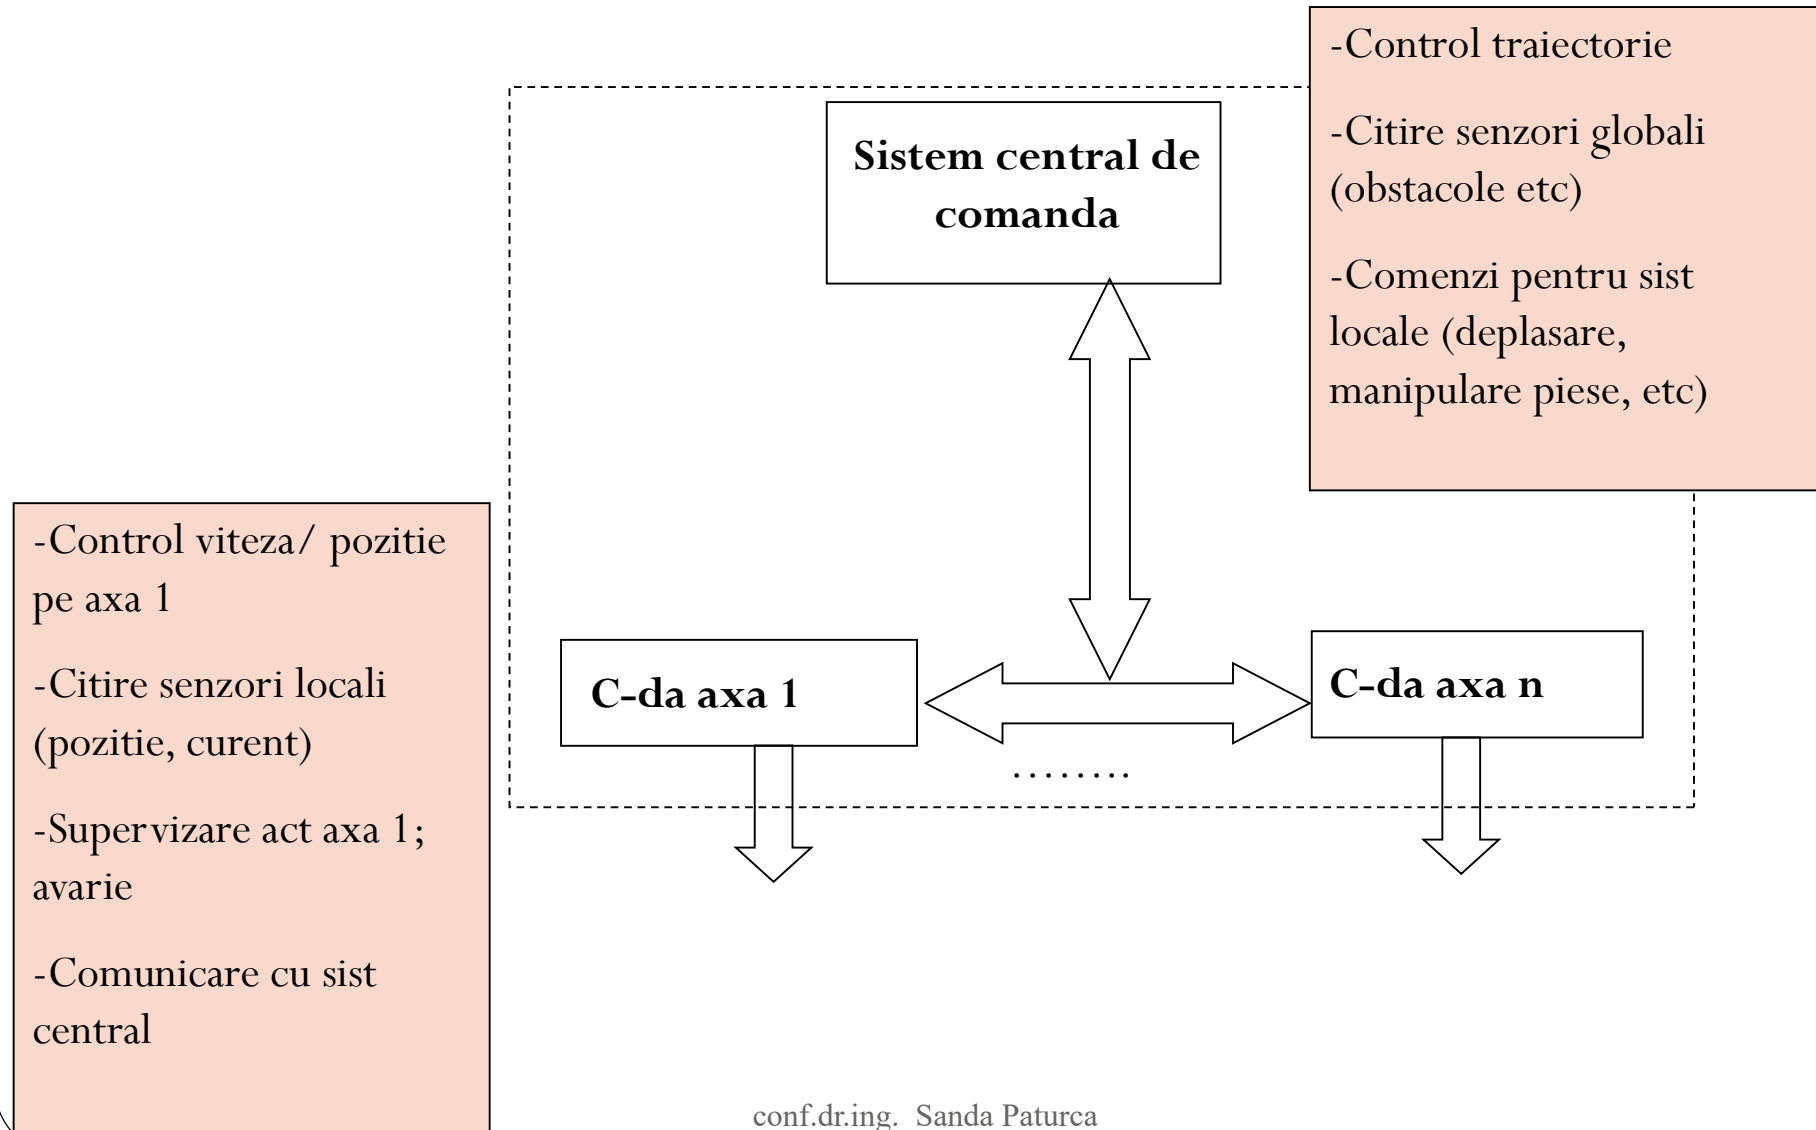 -Control traiectorie
-Citire senzori globali
(obstacole etc)
-Comenzi pentru sist
locale (deplasare,
manipulare piese, etc)
Sistem central de
comanda
-Control viteza/ pozitie
pe axa 1
-Citire senzori locali
(pozitie, curent)
-Supervizare act axa 1;
avarie
-Comunicare cu sist
central
C-da axa 1
C-da axa n
........
conf.dr.ing. Sanda Paturca